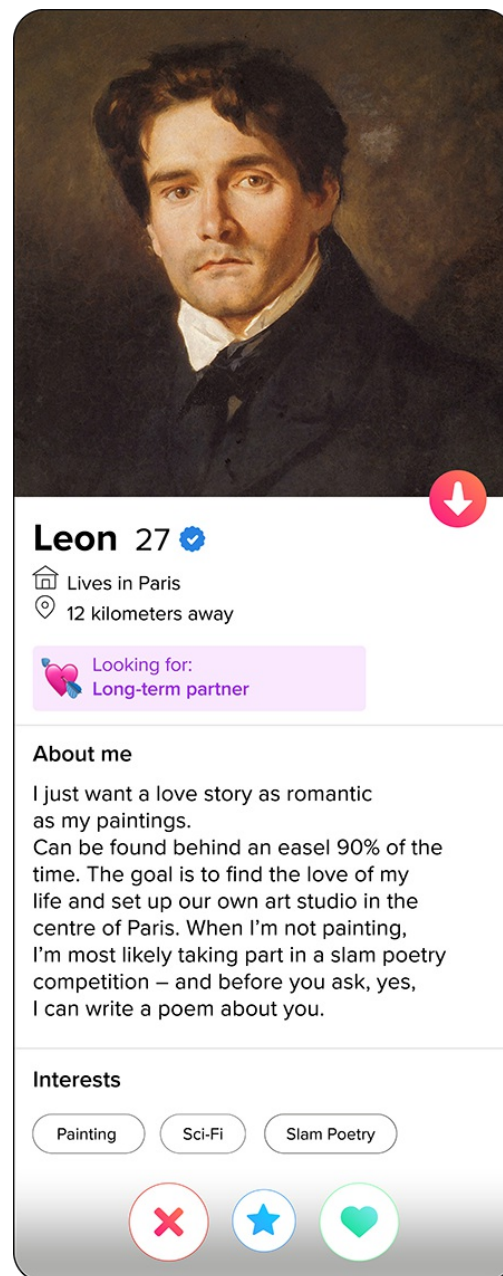 Leon 27
Lives in Paris
12 kilometers away
Looking for:
Long-term partner
About me
I just want a love story as romantic
as my paintings.
Can be found behind an easel 90% of the
time. The goal is to find the love of my
life and set up our own art studio in the
centre of Paris. When I’m not painting,
I’m most likely taking part in a slam poetry
competition – and before you ask, yes,
I can write a poem about you.
Interests
Painting
Sci-Fi
Slam Poetry